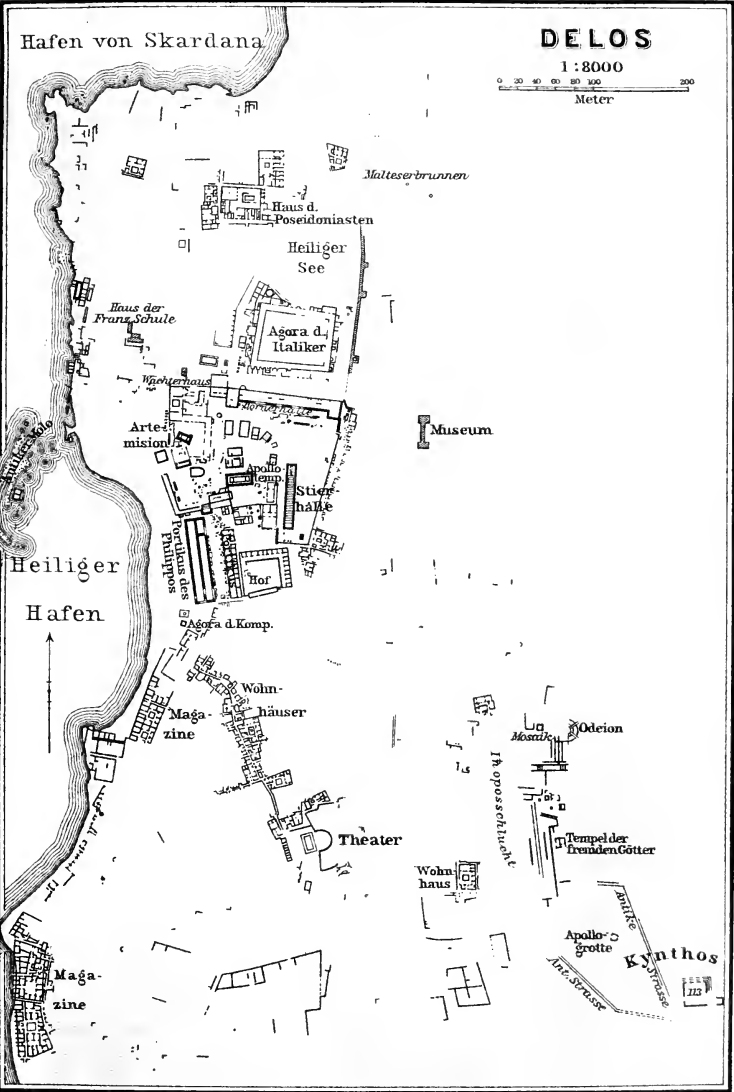 Hafen von Skardana
DELOS
1:8000
0 20 40 60 80 100 200
Meter
Malteserbrunnen
Haus d.
Poseidoniasten
Heiliger
See
Haus der
Franz. Schule
Agora d.
Italiker
Wächterhaus
Arte-
mision
Museum
Antiker Molo
Apollo-
temp.
Stier-
halle
Portikus des
Philippos
Hof
Heiliger
Hafen
Agora d. Komp.
Wohn-
häuser
Maga-
zine
Mosaik
Odeion
Inoposschlucht
Theater
Tempel der
fremden Götter
Wohn
haus
Antike
Strasse
Apollo-
grotte
Kynthos
Ant. Strasse
113
Maga-
zine